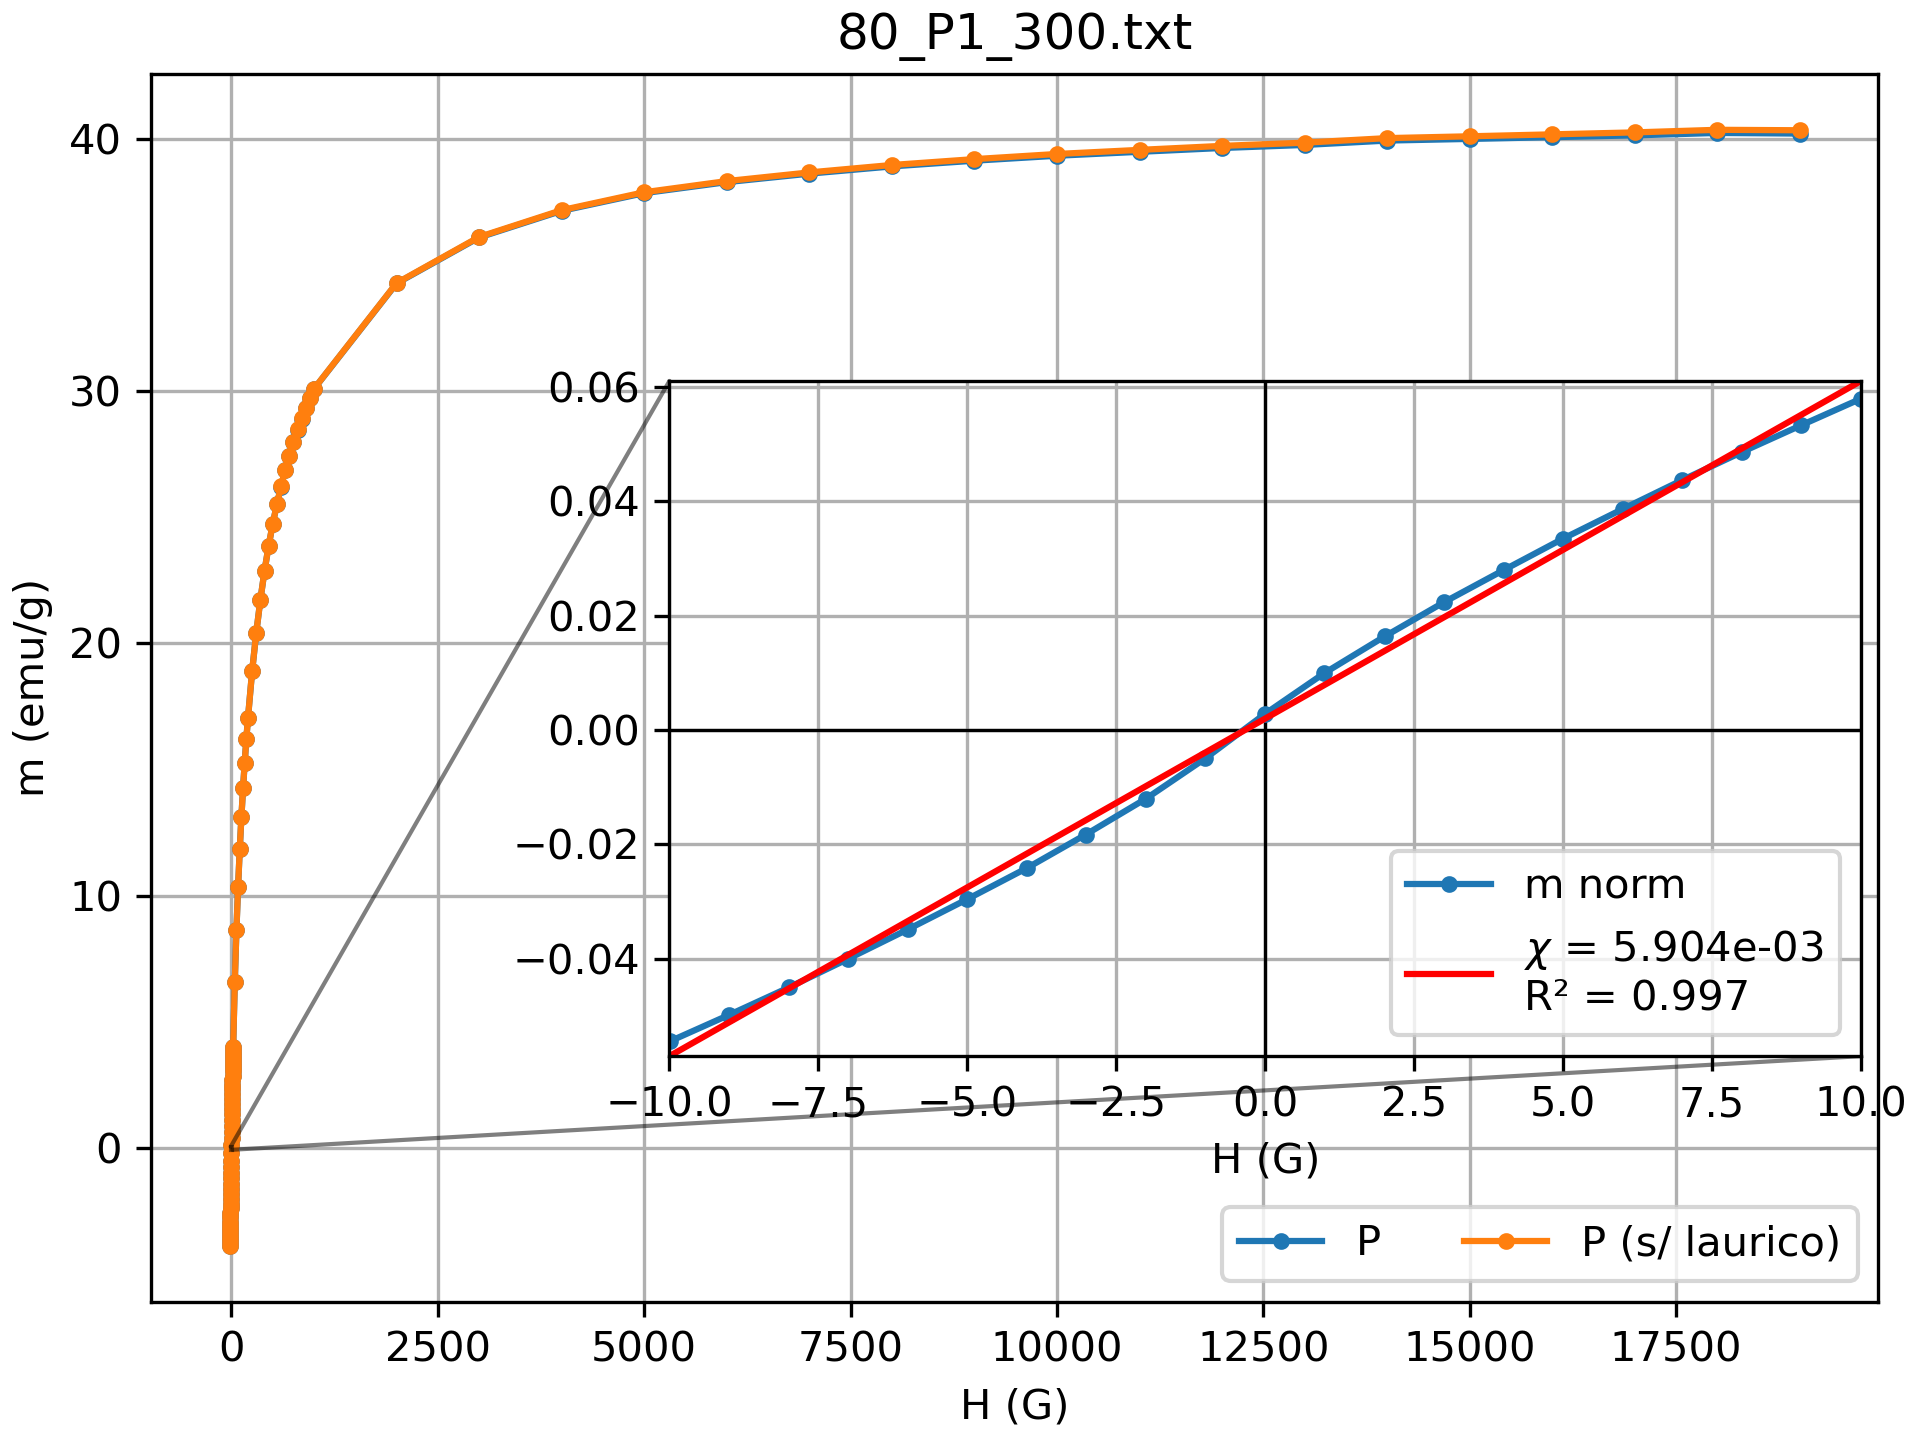 80_P1_300.txt
m (emu/g)
40
30
20
10
0
0.06
0.04
0.02
0.00
−0.02
−0.04
m norm
χ = 5.904e-03
R² = 0.997
−10.0 −7.5 −5.0 −2.5 0.0 2.5 5.0 7.5 10.0
H (G)
P P (s/ laurico)
0 2500 5000 7500 10000 12500 15000 17500
H (G)